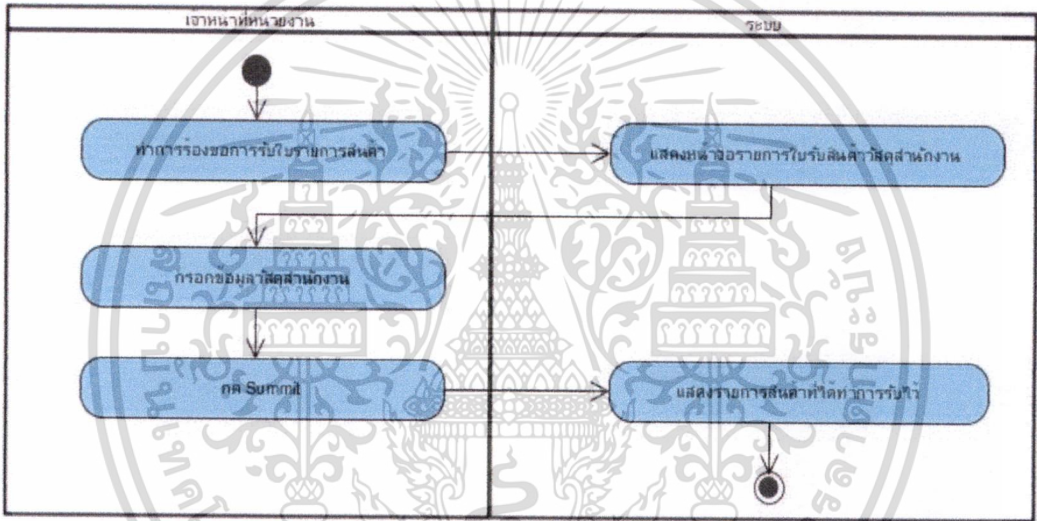 เจ้าหน้าที่หน่วยงาน
ระบบ
ทำการร้องขอการรับใบรายการสินค้า
แสดงหน้าจอรายการใบรับสินค้าวัสดุสำนักงาน
กรอกข้อมูลวัสดุสำนักงาน
กด Summit
แสดงรายการสินค้าที่ได้ทำการรับไว้